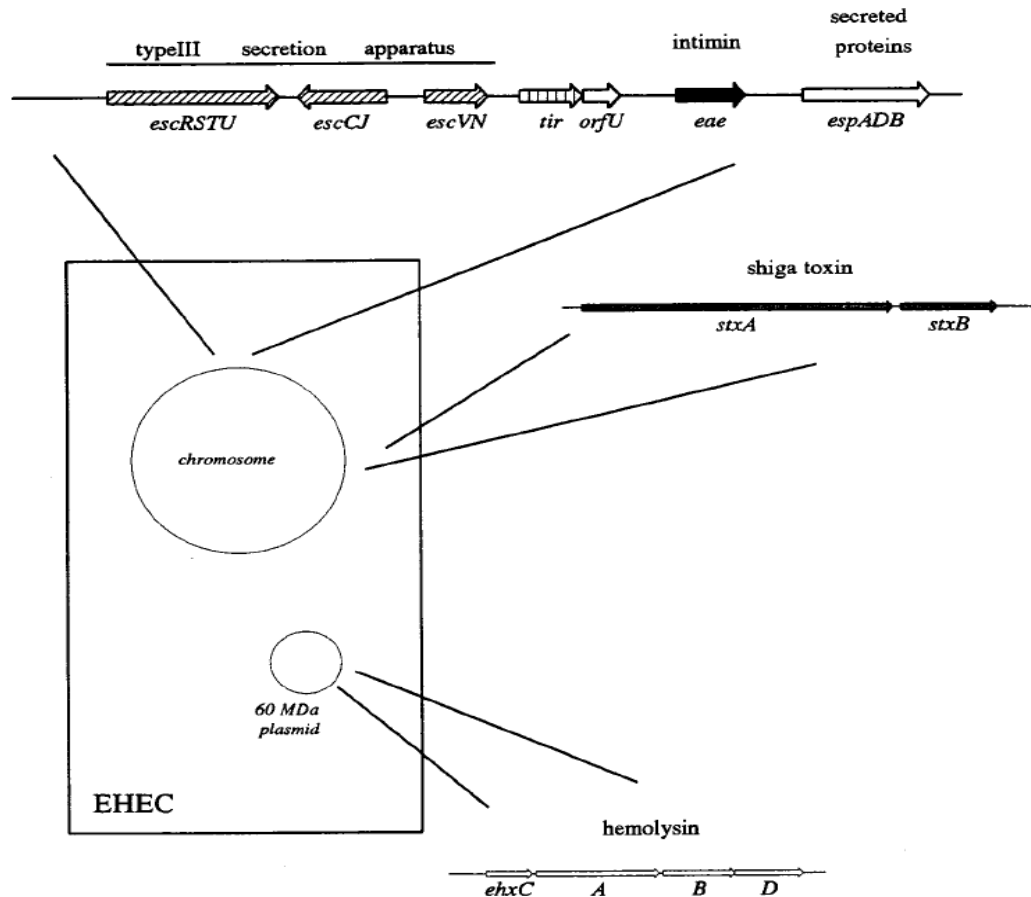 typeIII secretion apparatus
intimin
secreted
proteins
escRSTU escCJ escVN tir orfU eae espADB
shiga toxin
stxA stxB
chromosome
60 MDa
plasmid
EHEC
hemolysin
ehxC A B D